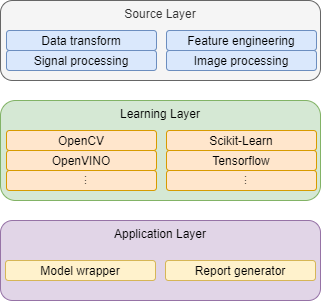 Source Layer
Data transform
Feature engineering
Signal processing
Image processing
Learning Layer
OpenCV
Scikit-Learn
OpenVINO
Tensorflow
⋮
⋮
Application Layer
Model wrapper
Report generator